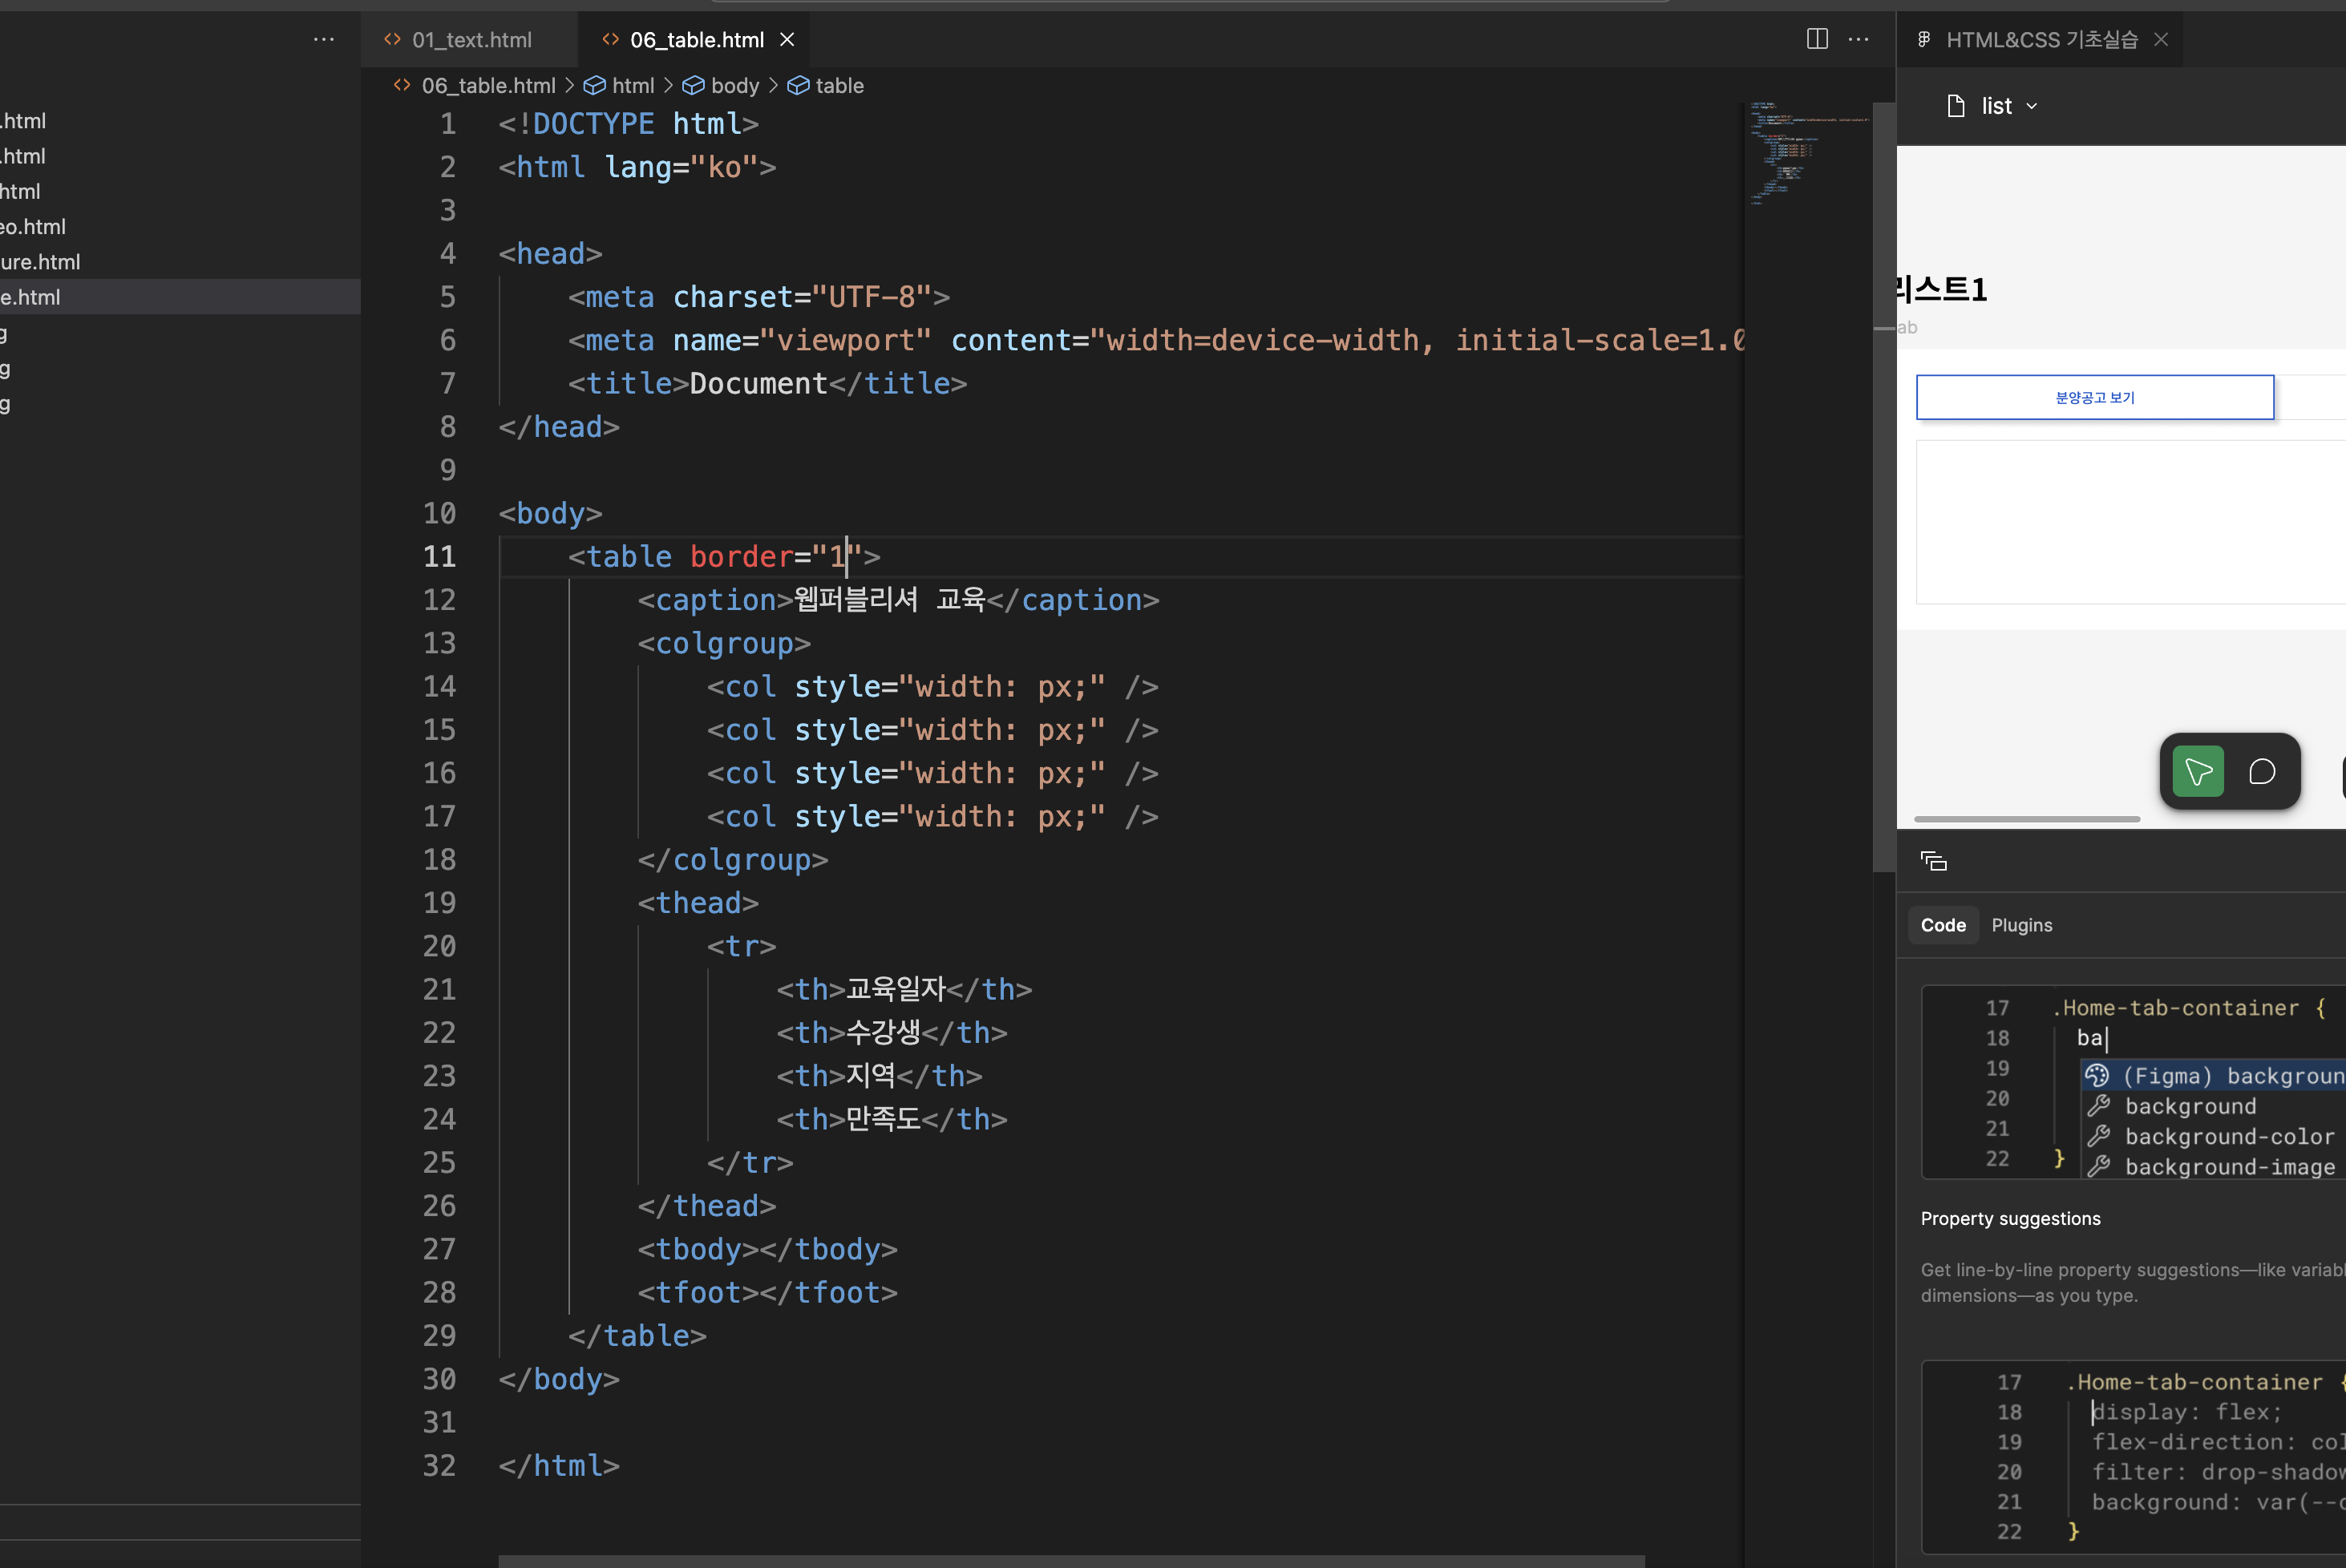 .html
.html
html
eo.html
ure.html
e.html
g
g
g
01_text.html
06_table.html
06_table.html > html > body > table
1 <!DOCTYPE html>
2 <html lang="ko">
3
4 <head>
5 <meta charset="UTF-8">
6 <meta name="viewport" content="width=device-width, initial-scale=1.0
7 <title>Document</title>
8 </head>
9
10 <body>
11 <table border="1">
12 <caption>웹퍼블리셔 교육</caption>
13 <colgroup>
14 <col style="width: px;" />
15 <col style="width: px;" />
16 <col style="width: px;" />
17 <col style="width: px;" />
18 </colgroup>
19 <thead>
20 <tr>
21 <th>교육일자</th>
22 <th>수강생</th>
23 <th>지역</th>
24 <th>만족도</th>
25 </tr>
26 </thead>
27 <tbody></tbody>
28 <tfoot></tfoot>
29 </table>
30 </body>
31
32 </html>
HTML&CSS 기초실습
list
리스트1
ab
분양공고 보기
Code Plugins
17 .Home-tab-container {
18 ba
19 (Figma) backgroun
20 background
21 background-color
22 } background-image
Property suggestions
Get line-by-line property suggestions—like variabl
dimensions—as you type.
17 .Home-tab-container {
18 display: flex;
19 flex-direction: col
20 filter: drop-shadow
21 background: var(--c
22 }